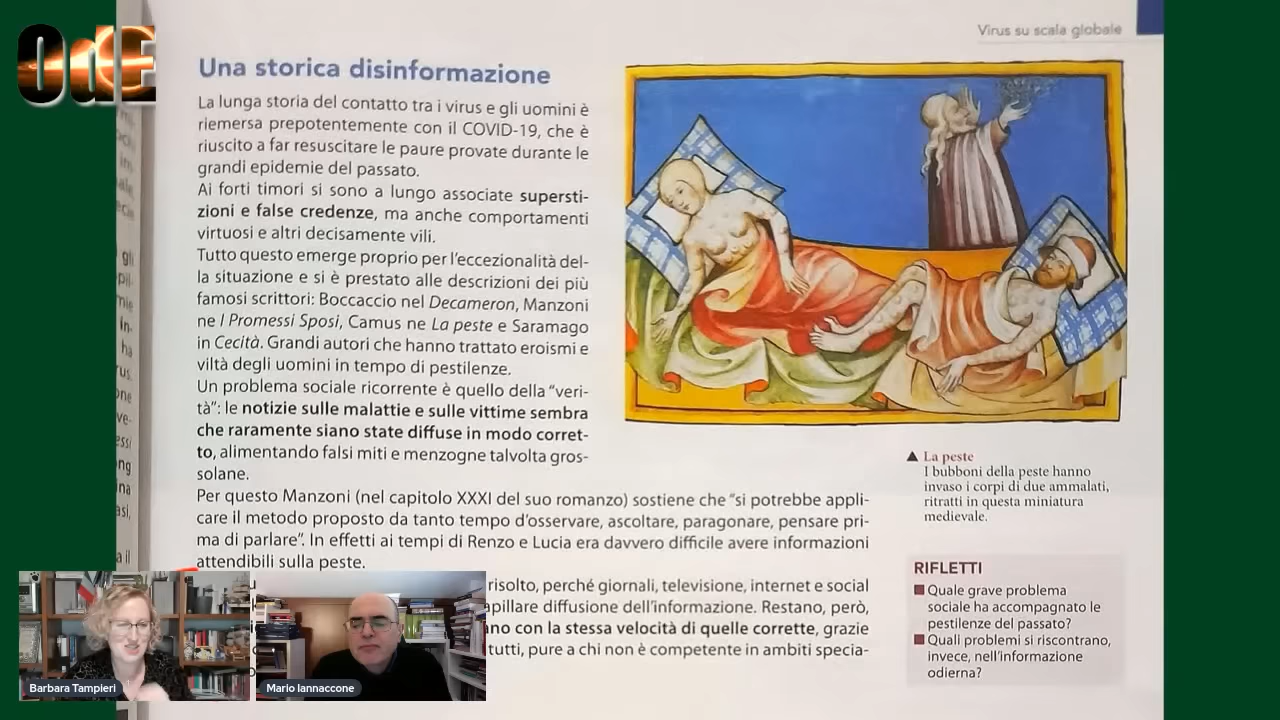 OdE
Virus su scala globale
Una storica disinformazione
La lunga storia del contatto tra i virus e gli uomini è
riemersa prepotentemente con il COVID-19, che è
riuscito a far resuscitare le paure provate durante le
grandi epidemie del passato.
Ai forti timori si sono a lungo associate supersti-
zioni e false credenze, ma anche comportamenti
virtuosi e altri decisamente vili.
Tutto questo emerge proprio per l'eccezionalità del-
la situazione e si è prestato alle descrizioni dei più
famosi scrittori: Boccaccio nel Decameron, Manzoni
ne I Promessi Sposi, Camus ne La peste e Saramago
in Cecità. Grandi autori che hanno trattato eroismi e
viltà degli uomini in tempo di pestilenze.
Un problema sociale ricorrente è quello della “veri-
tà”: le notizie sulle malattie e sulle vittime sembra
che raramente siano state diffuse in modo corret-
to, alimentando falsi miti e menzogne talvolta gros-
solane.
Per questo Manzoni (nel capitolo XXXI del suo romanzo) sostiene che “si potrebbe appli-
care il metodo proposto da tanto tempo d'osservare, ascoltare, paragonare, pensare pri-
ma di parlare”. In effetti ai tempi di Renzo e Lucia era davvero difficile avere informazioni
attendibili sulla peste.
risolto, perché giornali, televisione, internet e social
apillare diffusione dell'informazione. Restano, però,
ano con la stessa velocità di quelle corrette, grazie
tutti, pure a chi non è competente in ambiti specia-
▲ La peste
I bubboni della peste hanno
invaso i corpi di due ammalati,
ritratti in questa miniatura
medievale.
RIFLETTI
Quale grave problema
sociale ha accompagnato le
pestilenze del passato?
Quali problemi si riscontrano,
invece, nell'informazione
odierna?
Barbara Tampieri
Mario Iannaccone